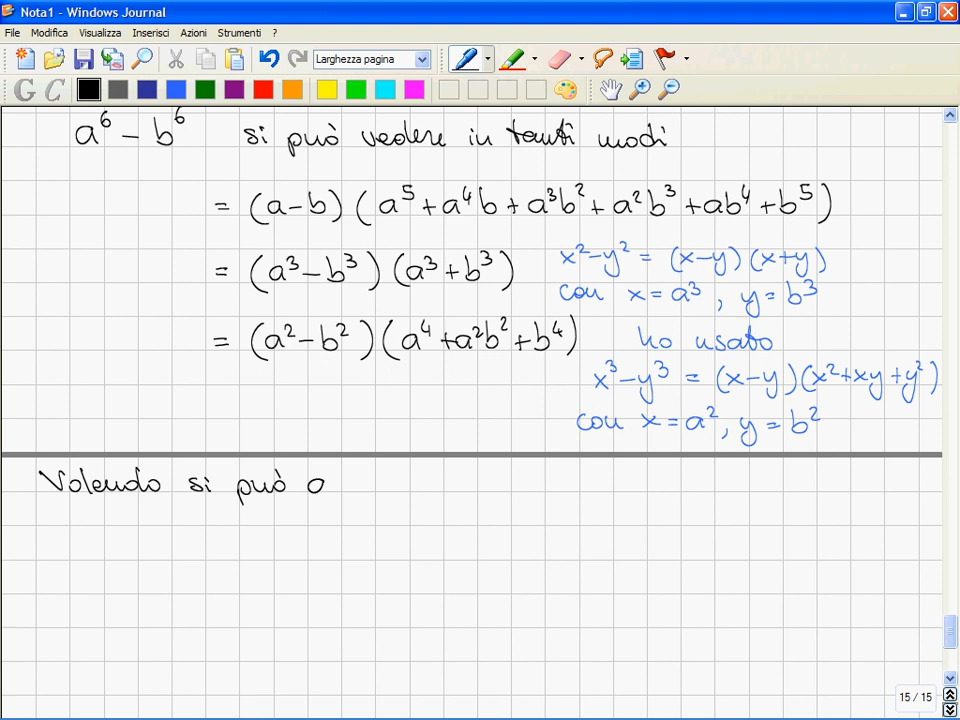 Nota1 - Windows Journal
File Modifica Visualizza Inserisci Azioni Strumenti ?
Larghezza pagina
G C
a⁶ - b⁶ si può vedere in tanti modi
= (a-b) (a⁵ + a⁴b + a³b² + a²b³ + ab⁴ + b⁵)
= (a³ - b³) (a³ + b³)
x² - y² = (x-y) (x+y)
con x = a³, y = b³
= (a² - b²) (a⁴ + a²b² + b⁴)
ho usato
x³ - y³ = (x-y)(x² + xy + y²)
con x = a², y = b²
Volendo si può o
15 / 15